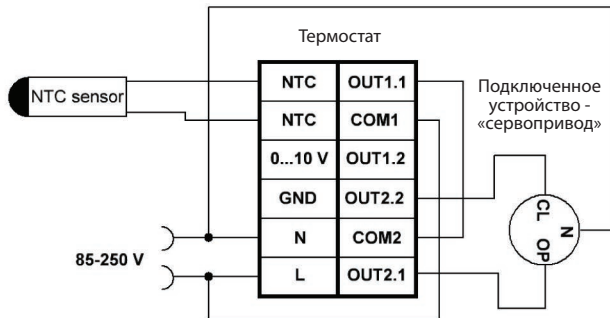 Термостат
NTC sensor
NTC OUT1.1
NTC COM1
0...10 V OUT1.2
GND OUT2.2
N COM2
L OUT2.1
85-250 V
Подключенное
устройство -
«сервопривод»
CL
N
OP